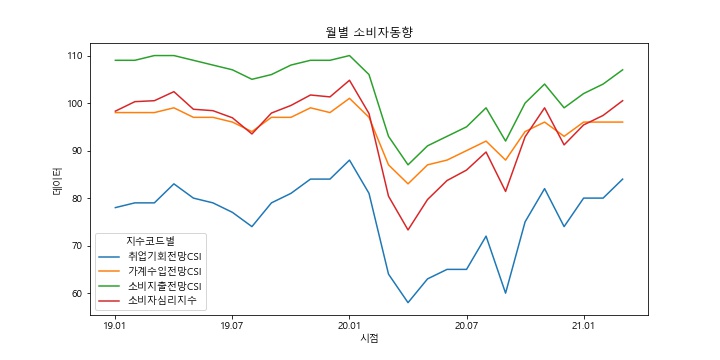 월별 소비자동향
데이터
110
100
90
80
70
60
지수코드별
취업기회전망CSI
가계수입전망CSI
소비지출전망CSI
소비자심리지수
19.01
19.07
20.01
20.07
21.01
시점